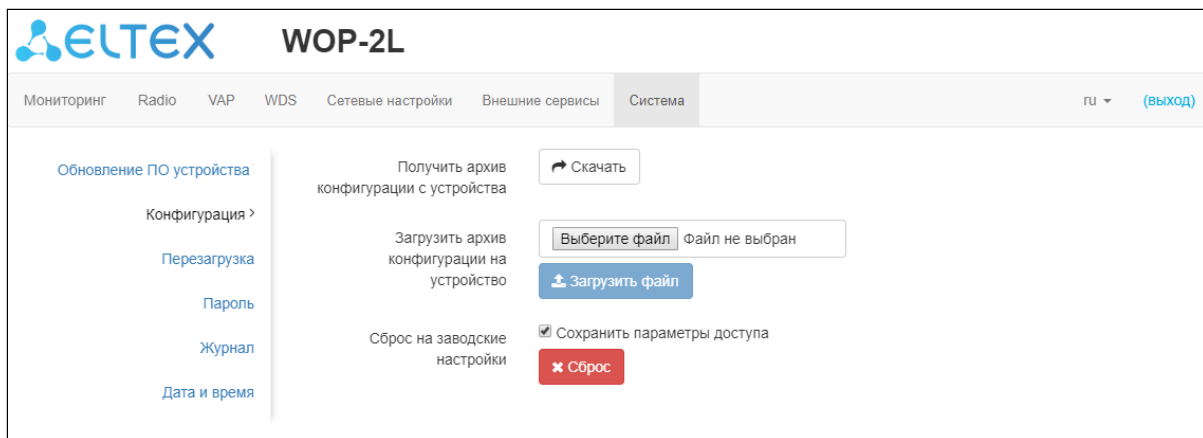 ELTEX WOP-2L
Мониторинг Radio VAP WDS Сетевые настройки Внешние сервисы Система ru (выход)
Обновление ПО устройства
Конфигурация >
Перезагрузка
Пароль
Журнал
Дата и время
Получить архив
конфигурации с устройства
Скачать
Загрузить архив
конфигурации на
устройство
Выберите файл Файл не выбран
Загрузить файл
Сброс на заводские
настройки
Сохранить параметры доступа
Сброс